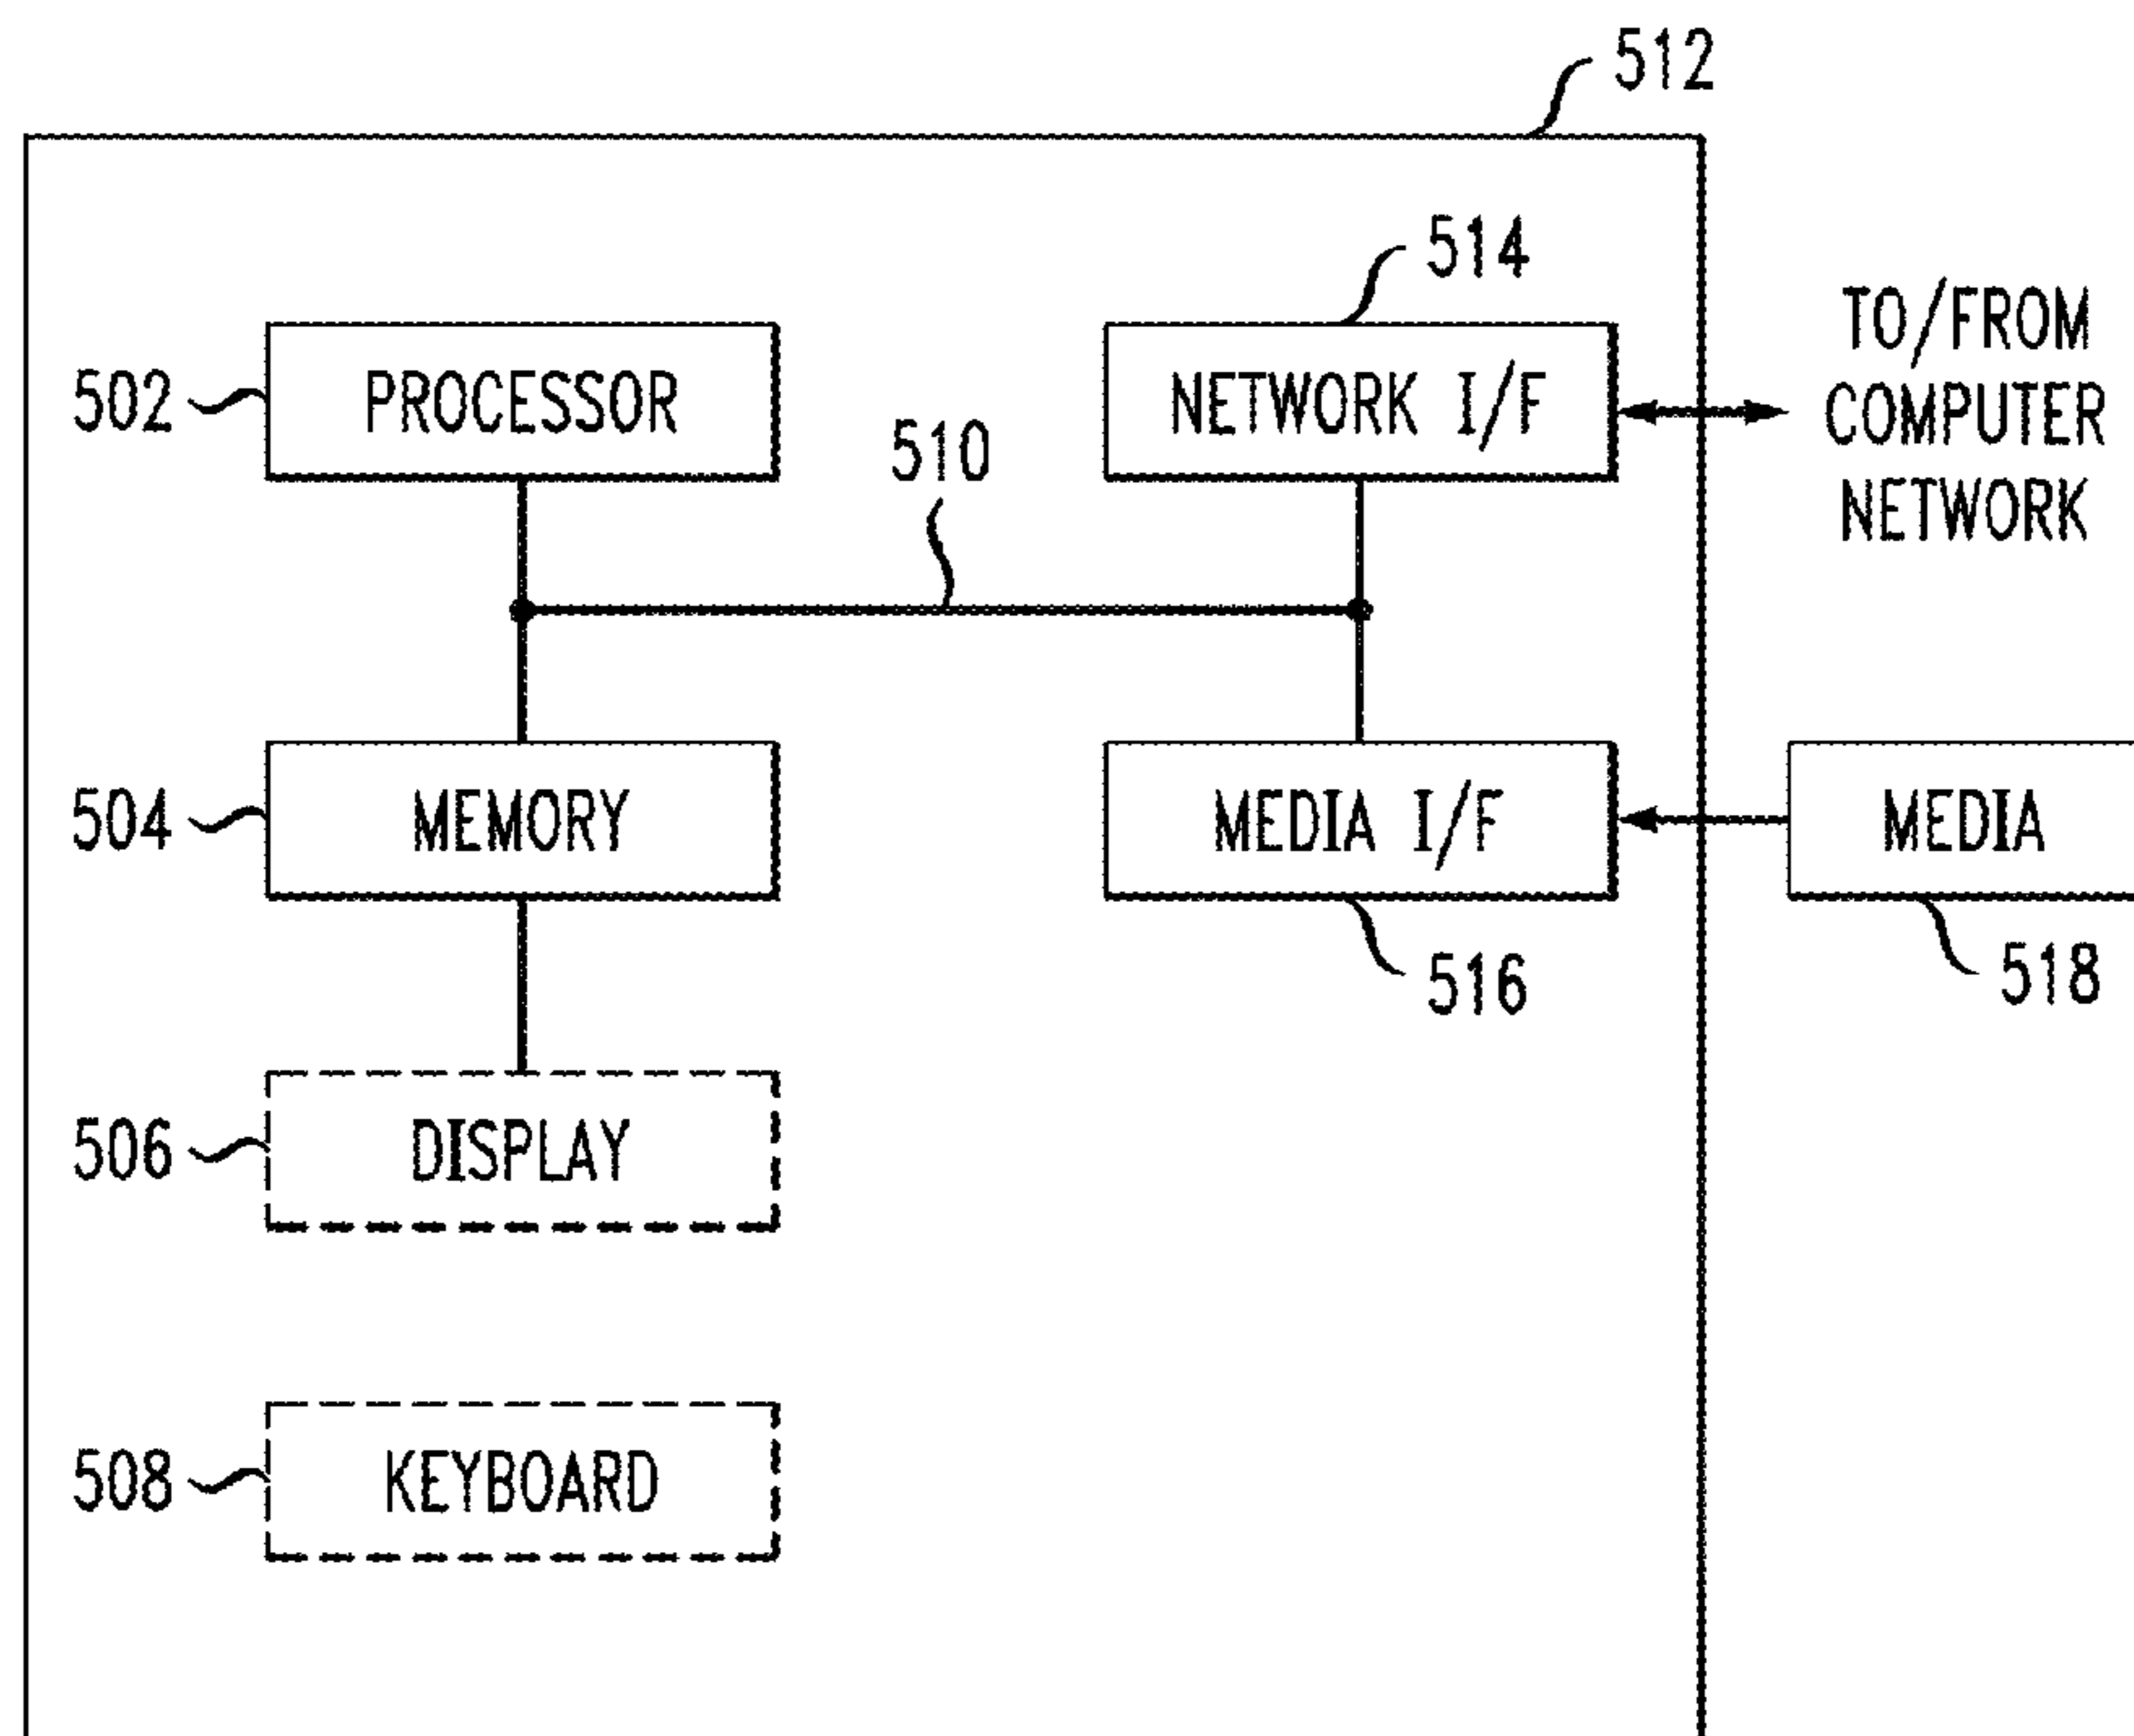 512
514
PROCESSOR
NETWORK I/F
TO/FROM
COMPUTER
NETWORK
502
510
MEMORY
MEDIA I/F
MEDIA
504
516
518
DISPLAY
506
KEYBOARD
508